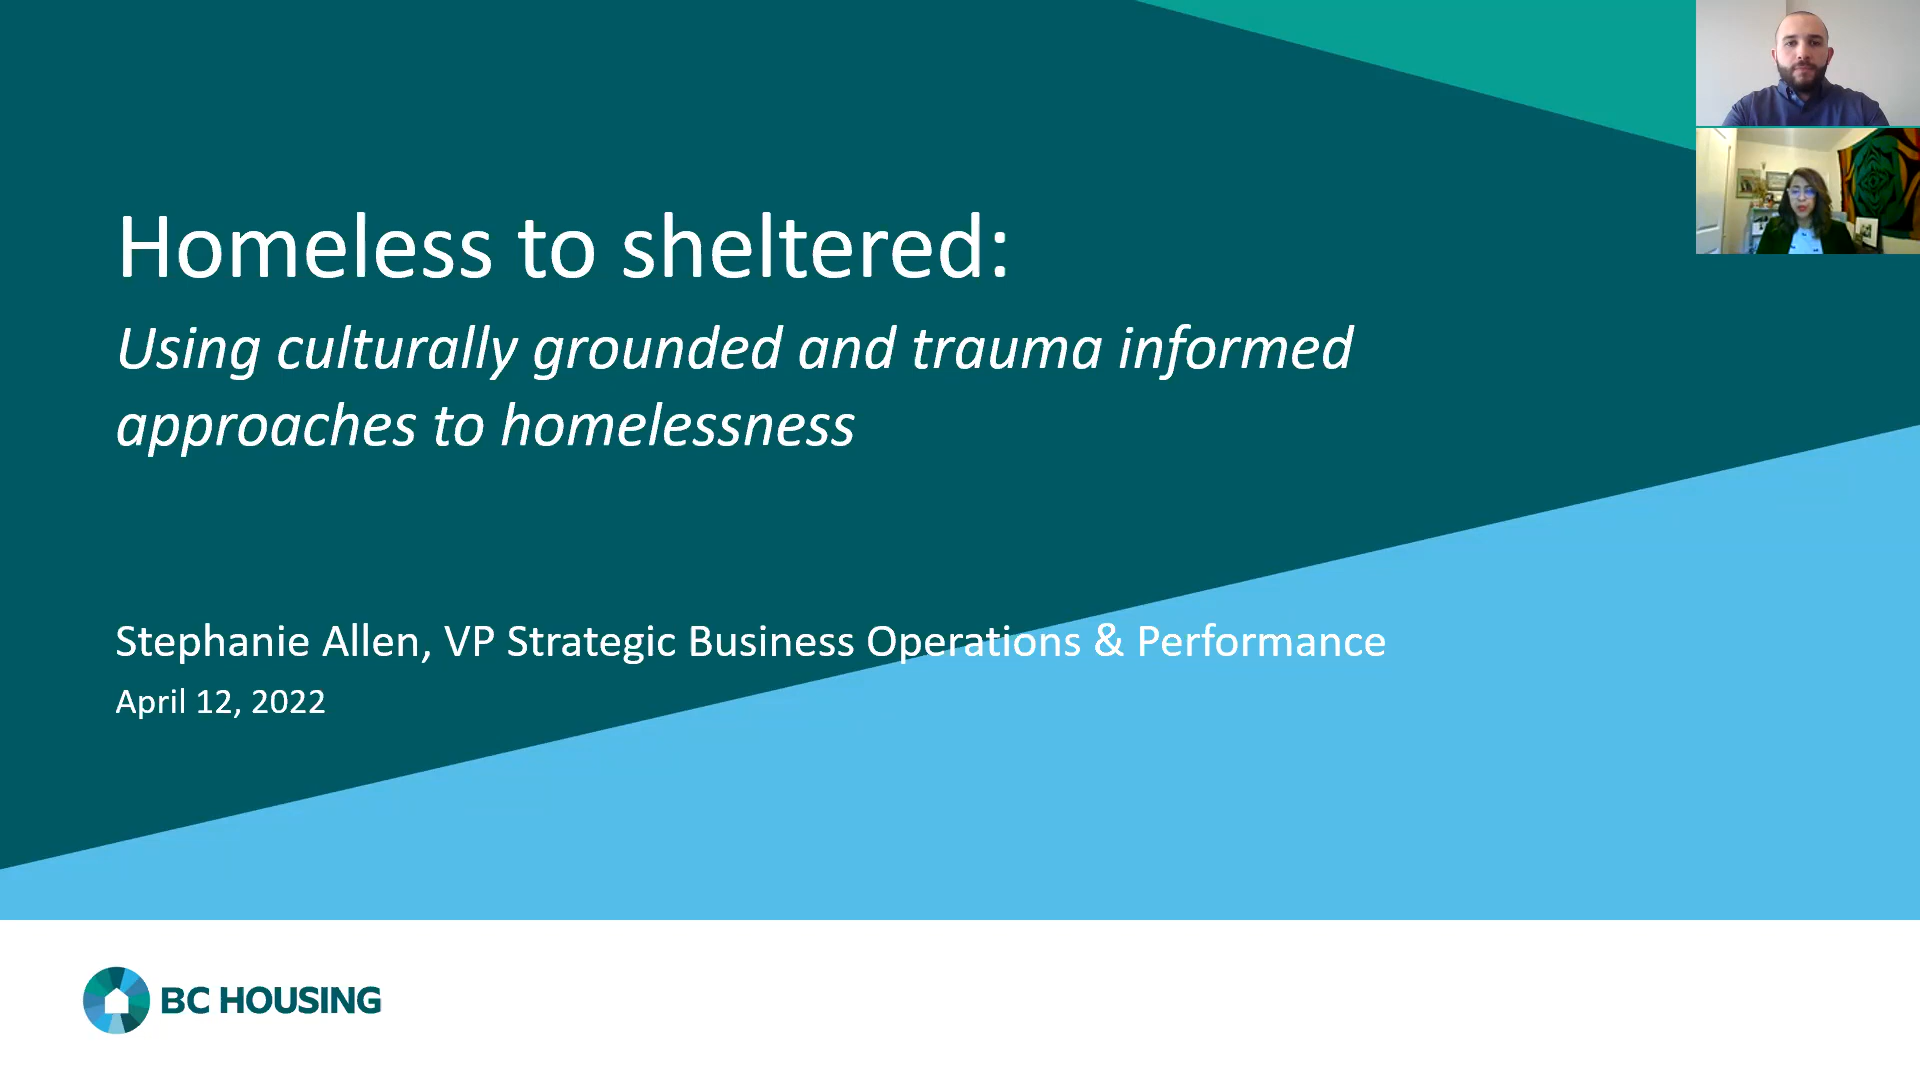 Homeless to sheltered:
Using culturally grounded and trauma informed
approaches to homelessness
Stephanie Allen, VP Strategic Business Operations & Performance
April 12, 2022
BC HOUSING